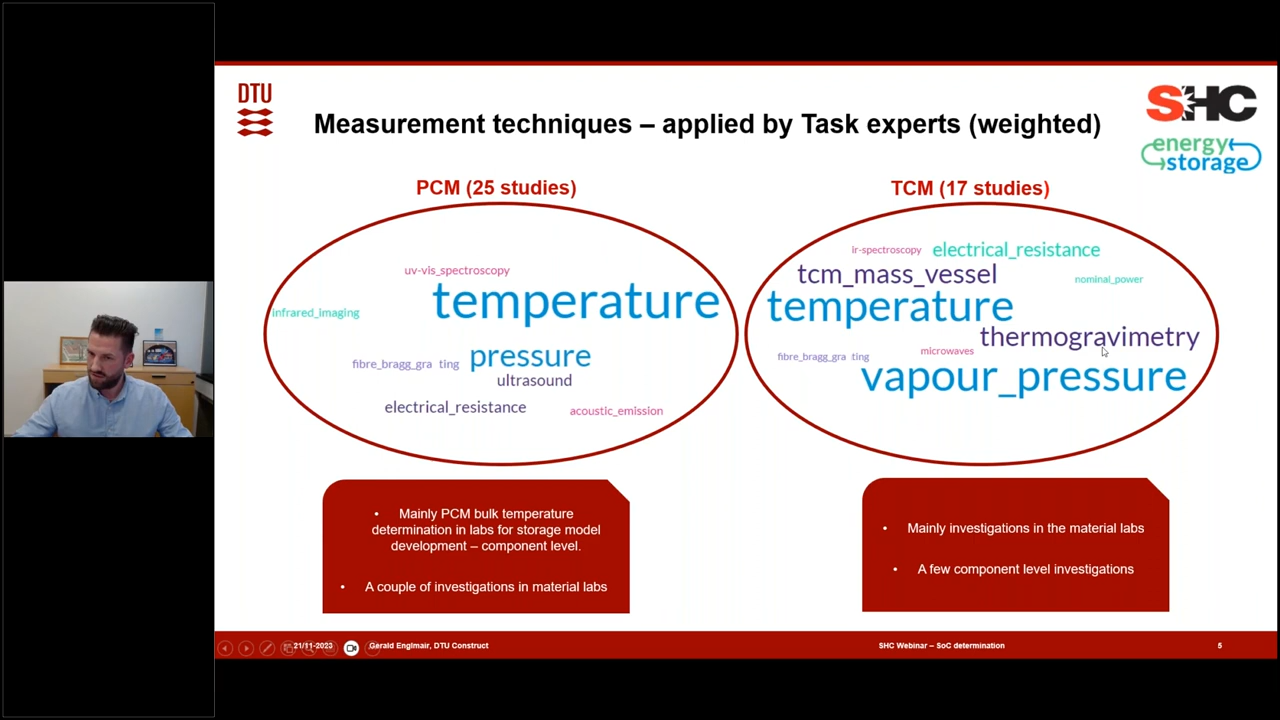 DTU
SHC
energy
storage
Measurement techniques – applied by Task experts (weighted)
PCM (25 studies)
uv-vis_spectroscopy
temperature
infrared_imaging
pressure
fibre_bragg_gra ting
ultrasound
electrical_resistance
acoustic_emission
TCM (17 studies)
ir-spectroscopy
electrical_resistance
tcm_mass_vessel
nominal_power
temperature
thermogravimetry
microwaves
fibre_bragg_gra ting
vapour_pressure
• Mainly PCM bulk temperature
determination in labs for storage model
development – component level.
• A couple of investigations in material labs
• Mainly investigations in the material labs
• A few component level investigations
21/11-2023
Gerald Englmair, DTU Construct
SHC Webinar – SoC determination
5